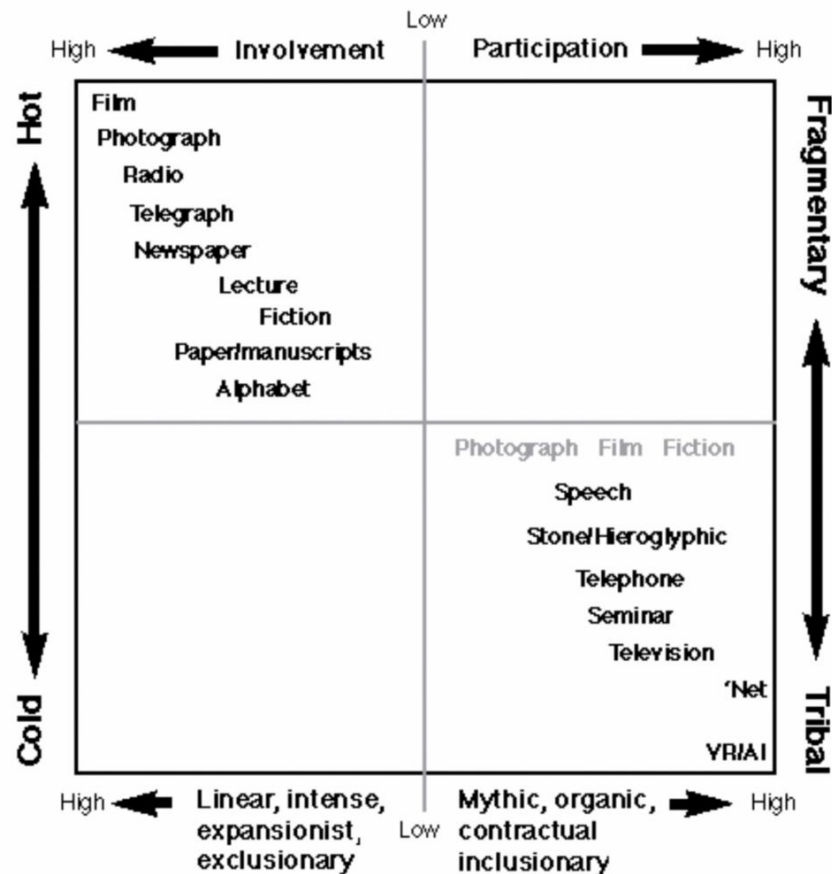 Low
High Involvement Participation High
Hot
Fragmentary
Film
Photograph
Radio
Telegraph
Newspaper
Lecture
Fiction
Paper/manuscripts
Alphabet
Photograph Film Fiction
Speech
Stone/Hieroglyphic
Telephone
Seminar
Television
'Net
VR/AI
Cold
Tribal
High Linear, intense, expansionist, exclusionary
Low
Mythic, organic, contractual inclusionary High